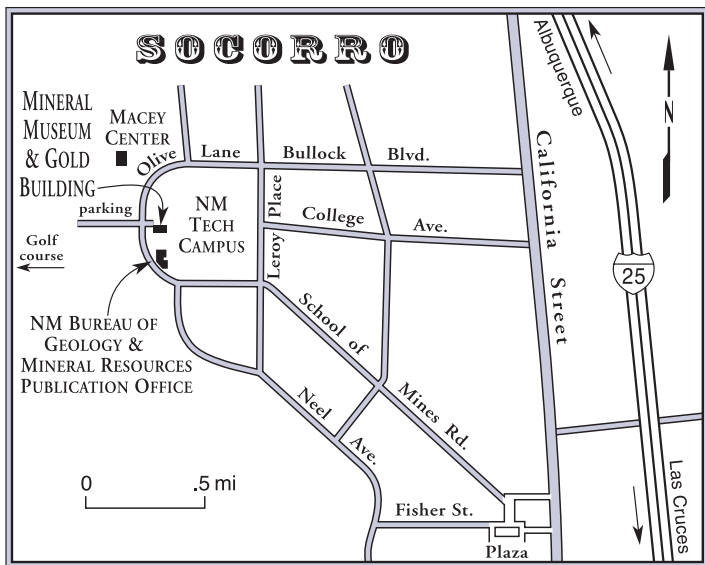 SOCORRO
MINERAL
MUSEUM
& GOLD
BUILDING
MACEY
CENTER
Olive Lane
Bullock Blvd.
parking
NM
TECH
CAMPUS
Leroy Place
College Ave.
Golf
course
NM BUREAU OF
GEOLOGY &
MINERAL RESOURCES
PUBLICATION OFFICE
School of Mines Rd.
Neel Ave.
Fisher St.
Plaza
California Street
Albuquerque
N
25
Las Cruces
0 .5 mi